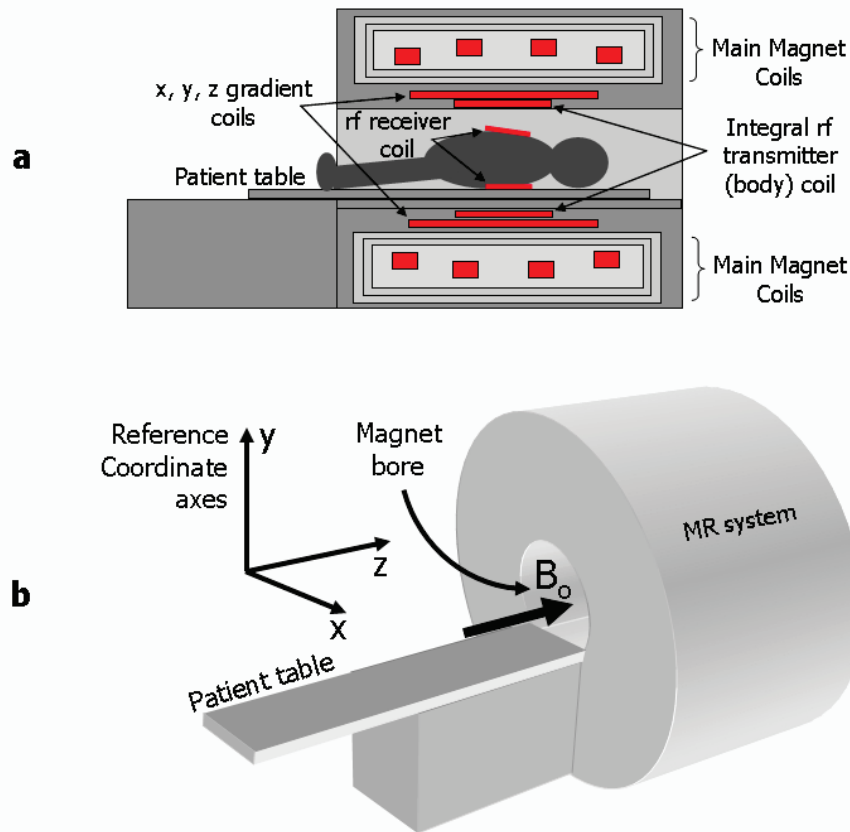 Main Magnet
Coils
x, y, z gradient
coils
rf receiver
coil
Integral rf
transmitter
(body) coil
a
Patient table
Main Magnet
Coils
Reference
Coordinate
axes
y
z
x
Magnet
bore
MR system
b
Bo
Patient table